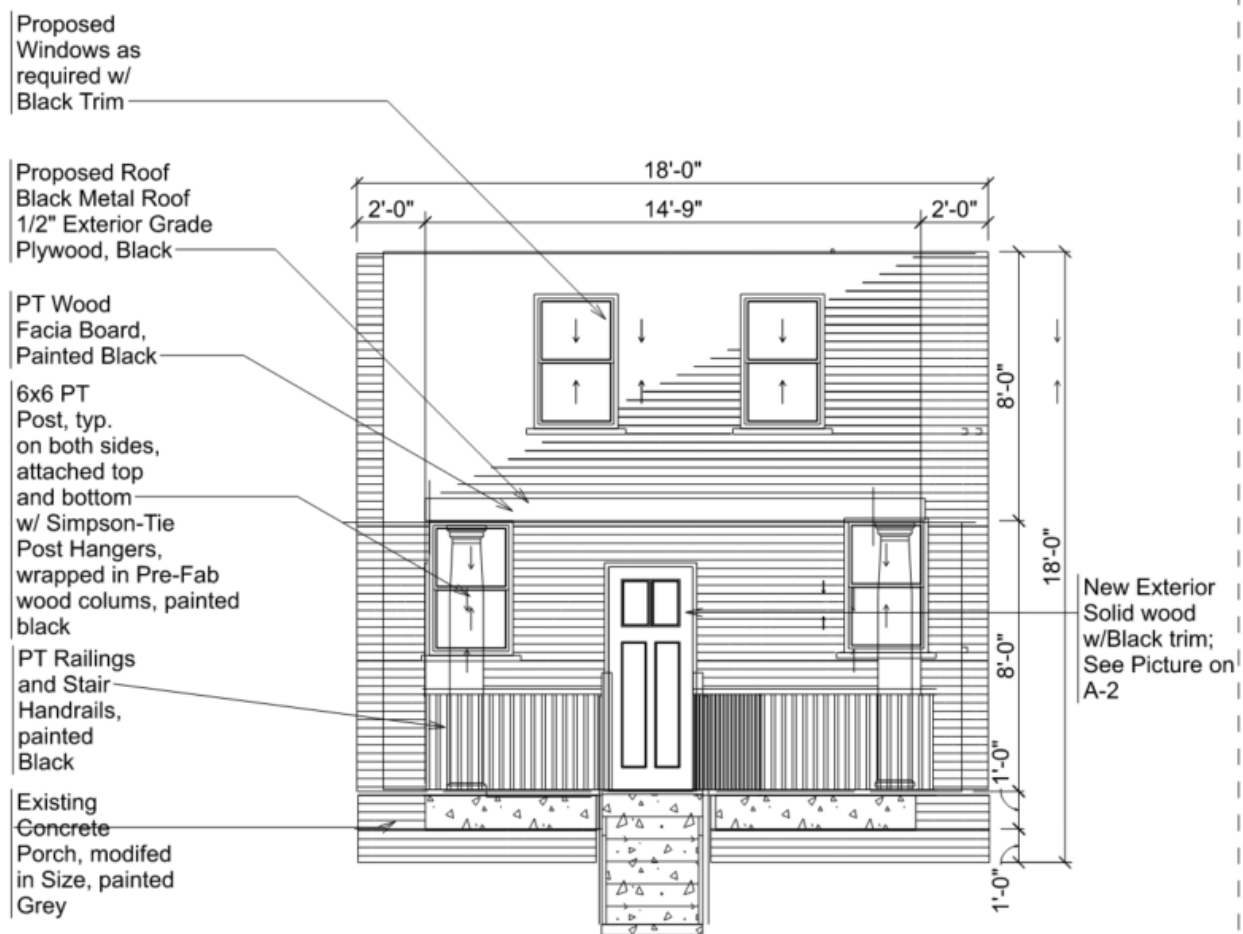 Proposed
Windows as
required w/
Black Trim
Proposed Roof
Black Metal Roof
1/2" Exterior Grade
Plywood, Black
PT Wood
Facia Board,
Painted Black
6x6 PT
Post, typ.
on both sides,
attached top
and bottom
w/ Simpson-Tie
Post Hangers,
wrapped in Pre-Fab
wood colums, painted
black
PT Railings
and Stair
Handrails,
painted
Black
Existing
Concrete
Porch, modifed
in Size, painted
Grey
18'-0"
2'-0" 14'-9" 2'-0"
8'-0"
18'-0"
8'-0"
1'-0"
1'-0"
New Exterior
Solid wood
w/Black trim;
See Picture on
A-2